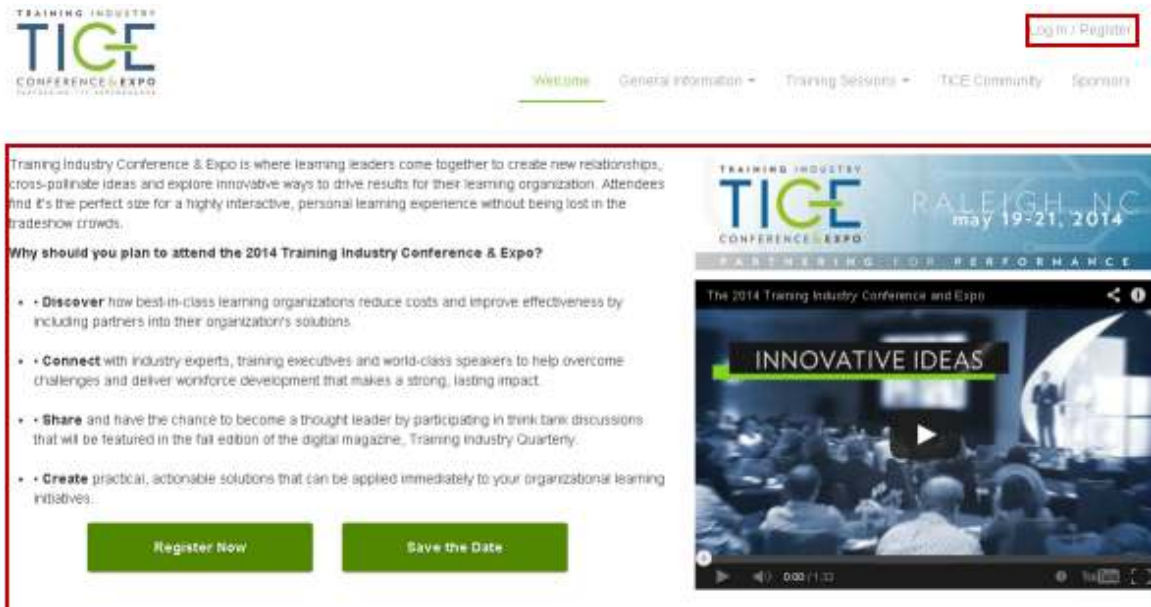 TRAINING INDUSTRY
TICE
CONFERENCE & EXPO
PARTNERING FOR PERFORMANCE
Log In / Register
Welcome General Information Training Sessions TICE Community Sponsors
Training Industry Conference & Expo is where learning leaders come together to create new relationships,
cross-pollinate ideas and explore innovative ways to drive results for their learning organization. Attendees
find it's the perfect size for a highly interactive, personal learning experience without being lost in the
tradeshow crowds.
Why should you plan to attend the 2014 Training Industry Conference & Expo?
• • Discover how best-in-class learning organizations reduce costs and improve effectiveness by
including partners into their organization's solutions.
• • Connect with industry experts, training executives and world-class speakers to help overcome
challenges and deliver workforce development that makes a strong, lasting impact.
• • Share and have the chance to become a thought leader by participating in think tank discussions
that will be featured in the fall edition of the digital magazine, Training Industry Quarterly.
• • Create practical, actionable solutions that can be applied immediately to your organizational learning
initiatives.
Register Now Save the Date
TRAINING INDUSTRY
TICE
CONFERENCE & EXPO
RALEIGH, NC
may 19-21, 2014
PARTNERING FOR PERFORMANCE
The 2014 Training Industry Conference and Expo
INNOVATIVE IDEAS
0:00 / 1:33
YouTube